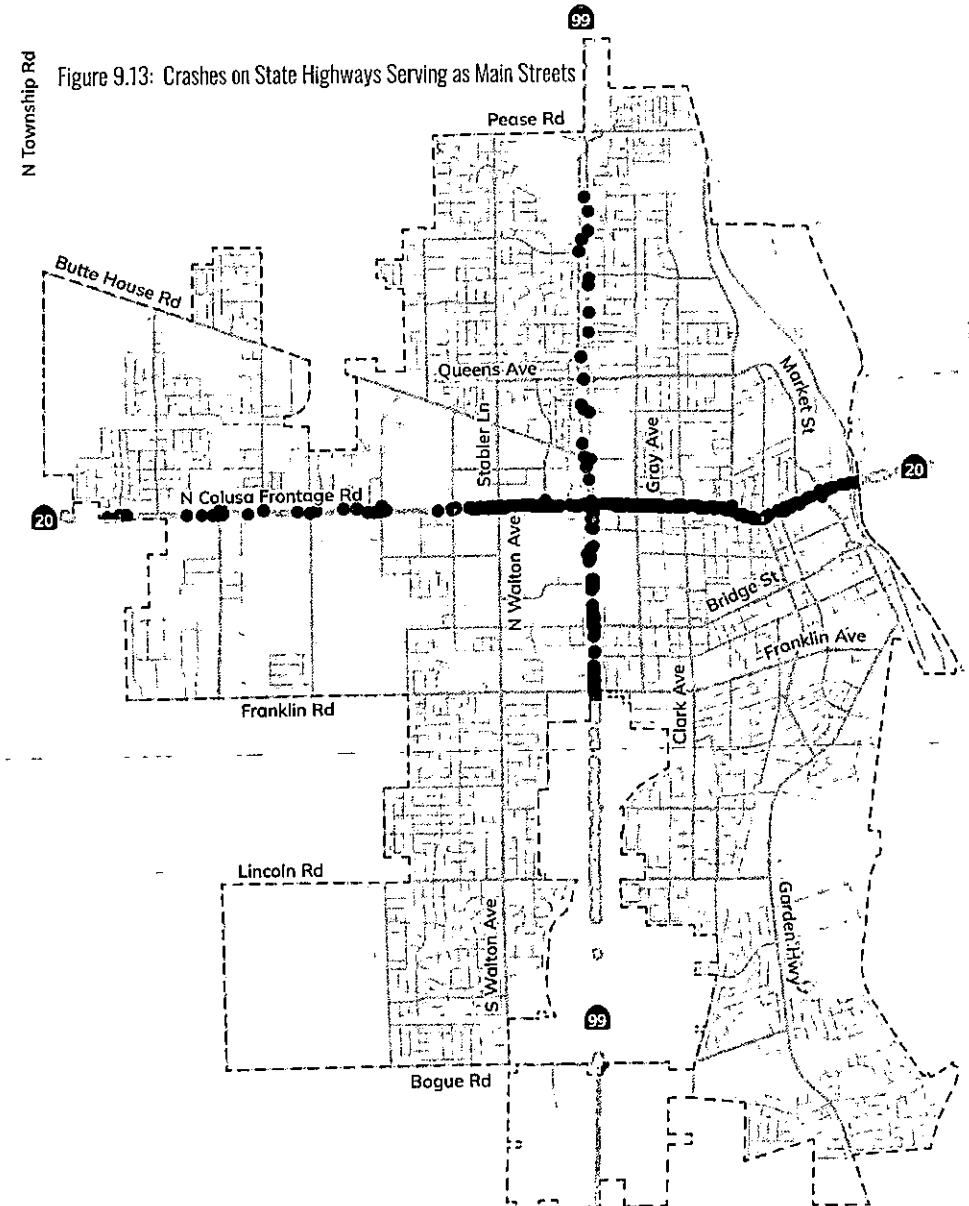 99
N Township Rd
Figure 9.13: Crashes on State Highways Serving as Main Streets
Pease Rd
Butte House Rd
Queens Ave
Market St
Stabler Ln
Gray Ave
20
N Colusa Frontage Rd
20
N Walton Ave
Bridge St
Franklin Ave
Clark Ave
Franklin Rd
Lincoln Rd
S Walton Ave
Garden Hwy
99
Bogue Rd